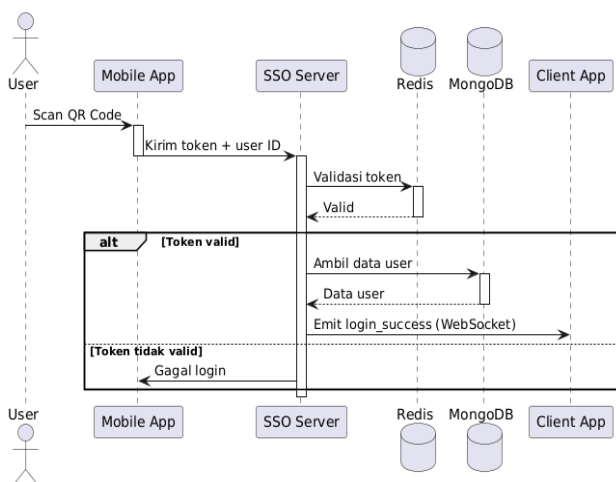 User
Mobile App
SSO Server
Redis
MongoDB
Client App
Scan QR Code
Kirim token + user ID
Validasi token
Valid
alt
[Token valid]
Ambil data user
Data user
Emit login_success (WebSocket)
[Token tidak valid]
Gagal login
User
Mobile App
SSO Server
Redis
MongoDB
Client App